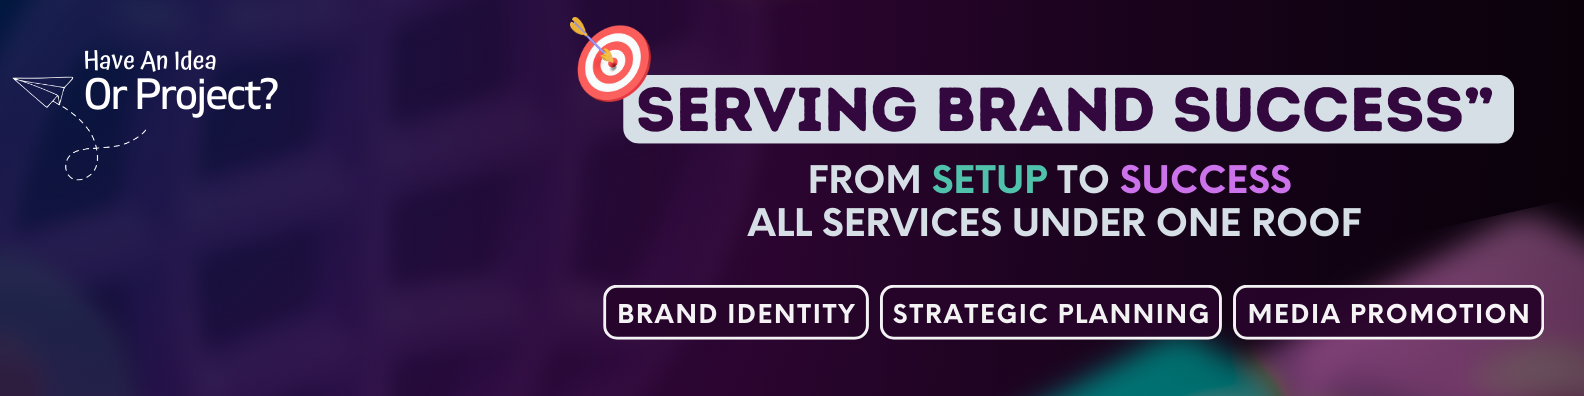 Have An Idea
Or Project?
SERVING BRAND SUCCESS”
FROM SETUP TO SUCCESS
ALL SERVICES UNDER ONE ROOF
BRAND IDENTITY
STRATEGIC PLANNING
MEDIA PROMOTION